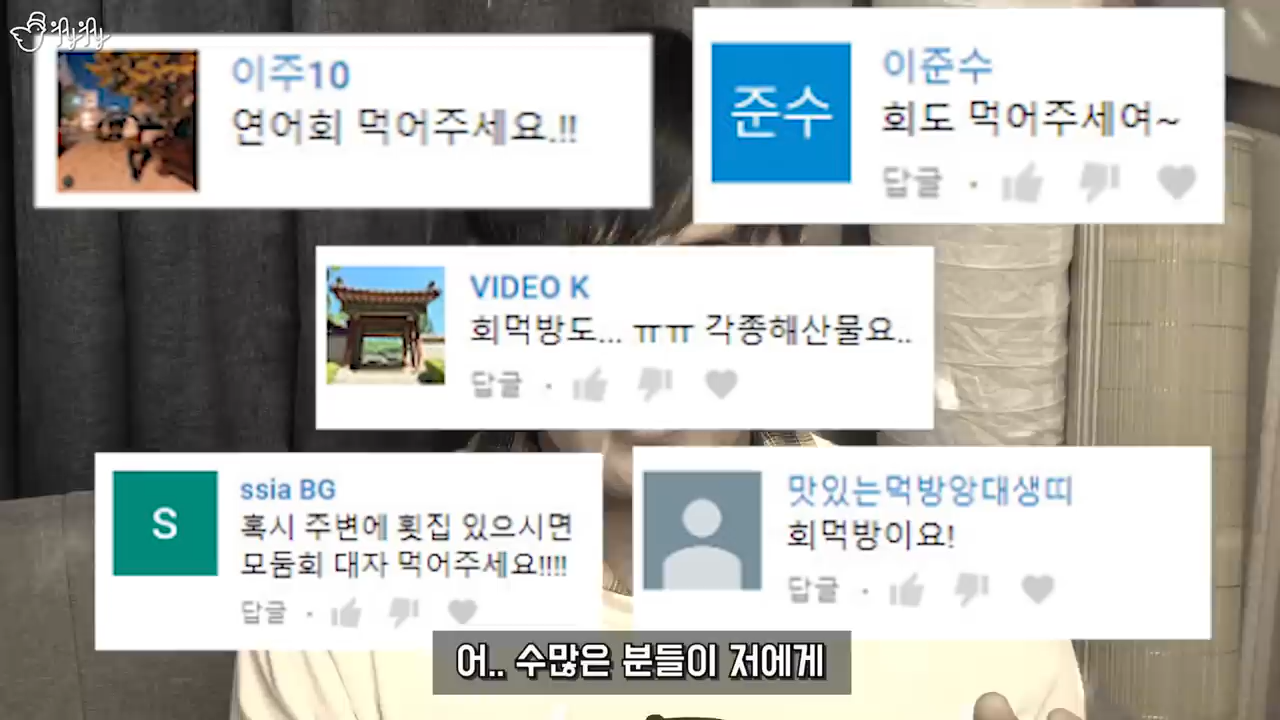 이주10
연어회 먹어주세요.!!
준수
이준수
회도 먹어주세여~
답글
VIDEO K
회먹방도... ㅠㅠ 각종해산물요..
답글
S
ssia BG
혹시 주변에 횟집 있으시면
모둠회 대자 먹어주세요!!!!
답글
맛있는먹방앙대생띠
회먹방이요!
답글
어.. 수많은 분들이 저에게